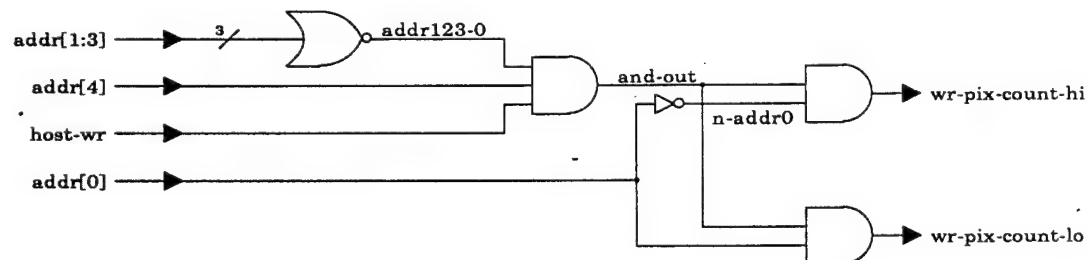 addr[1:3]
3
addr123-0
addr[4]
and-out
wr-pix-count-hi
n-addr0
host-wr
addr[0]
wr-pix-count-lo